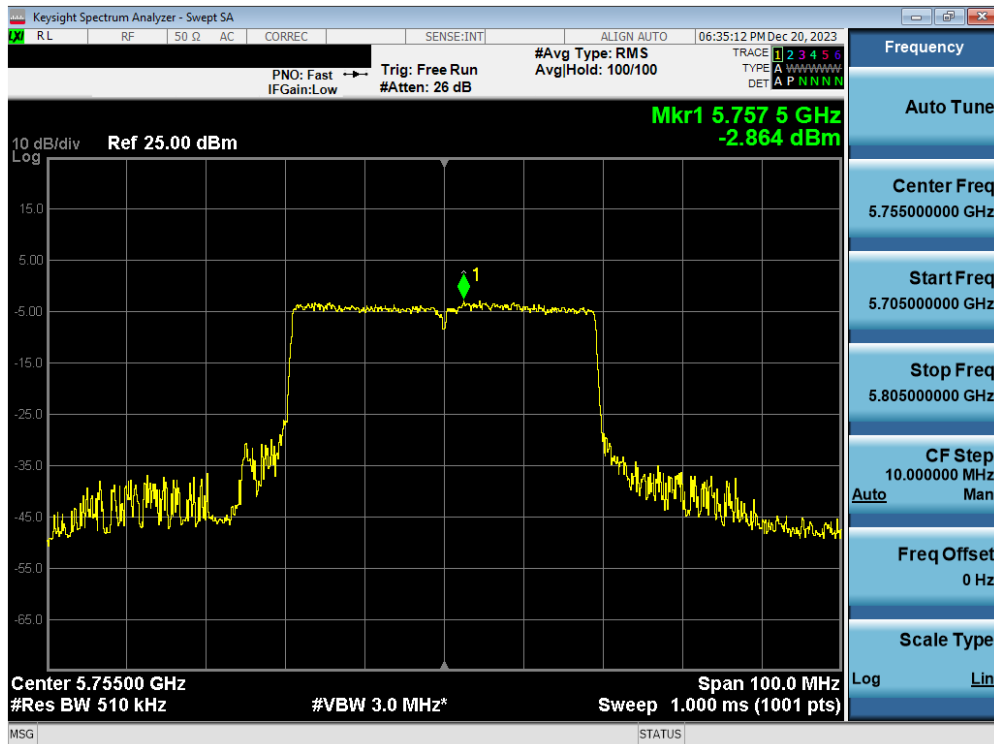 Keysight Spectrum Analyzer - Swept SA
LXI RL RF 50 Ω AC CORREC SENSE:INT ALIGN AUTO 06:35:12 PM Dec 20, 2023
PNO: Fast
IFGain:Low
Trig: Free Run
#Atten: 26 dB
#Avg Type: RMS
Avg|Hold: 100/100
TRACE 1 2 3 4 5 6
TYPE A WWWWW
DET A P N N N N
Mkr1 5.757 5 GHz
-2.864 dBm
10 dB/div Ref 25.00 dBm
Log
15.0
5.00
-5.00
-15.0
-25.0
-35.0
-45.0
-55.0
-65.0
1
Center 5.75500 GHz
Span 100.0 MHz
#Res BW 510 kHz
#VBW 3.0 MHz*
Sweep 1.000 ms (1001 pts)
MSG
STATUS
Frequency
Auto Tune
Center Freq
5.755000000 GHz
Start Freq
5.705000000 GHz
Stop Freq
5.805000000 GHz
CF Step
10.000000 MHz
Auto Man
Freq Offset
0 Hz
Scale Type
Log Lin